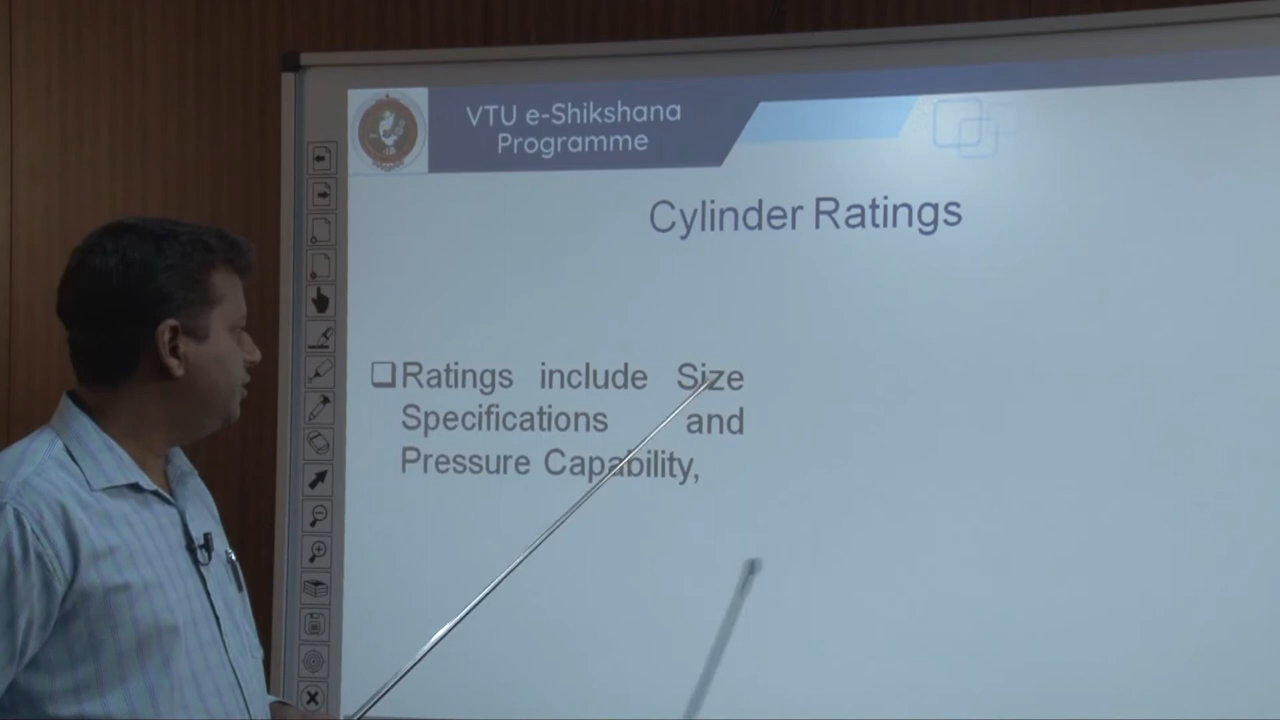 VTU e-Shikshana
Programme
Cylinder Ratings
Ratings include Size
Specifications and
Pressure Capability,